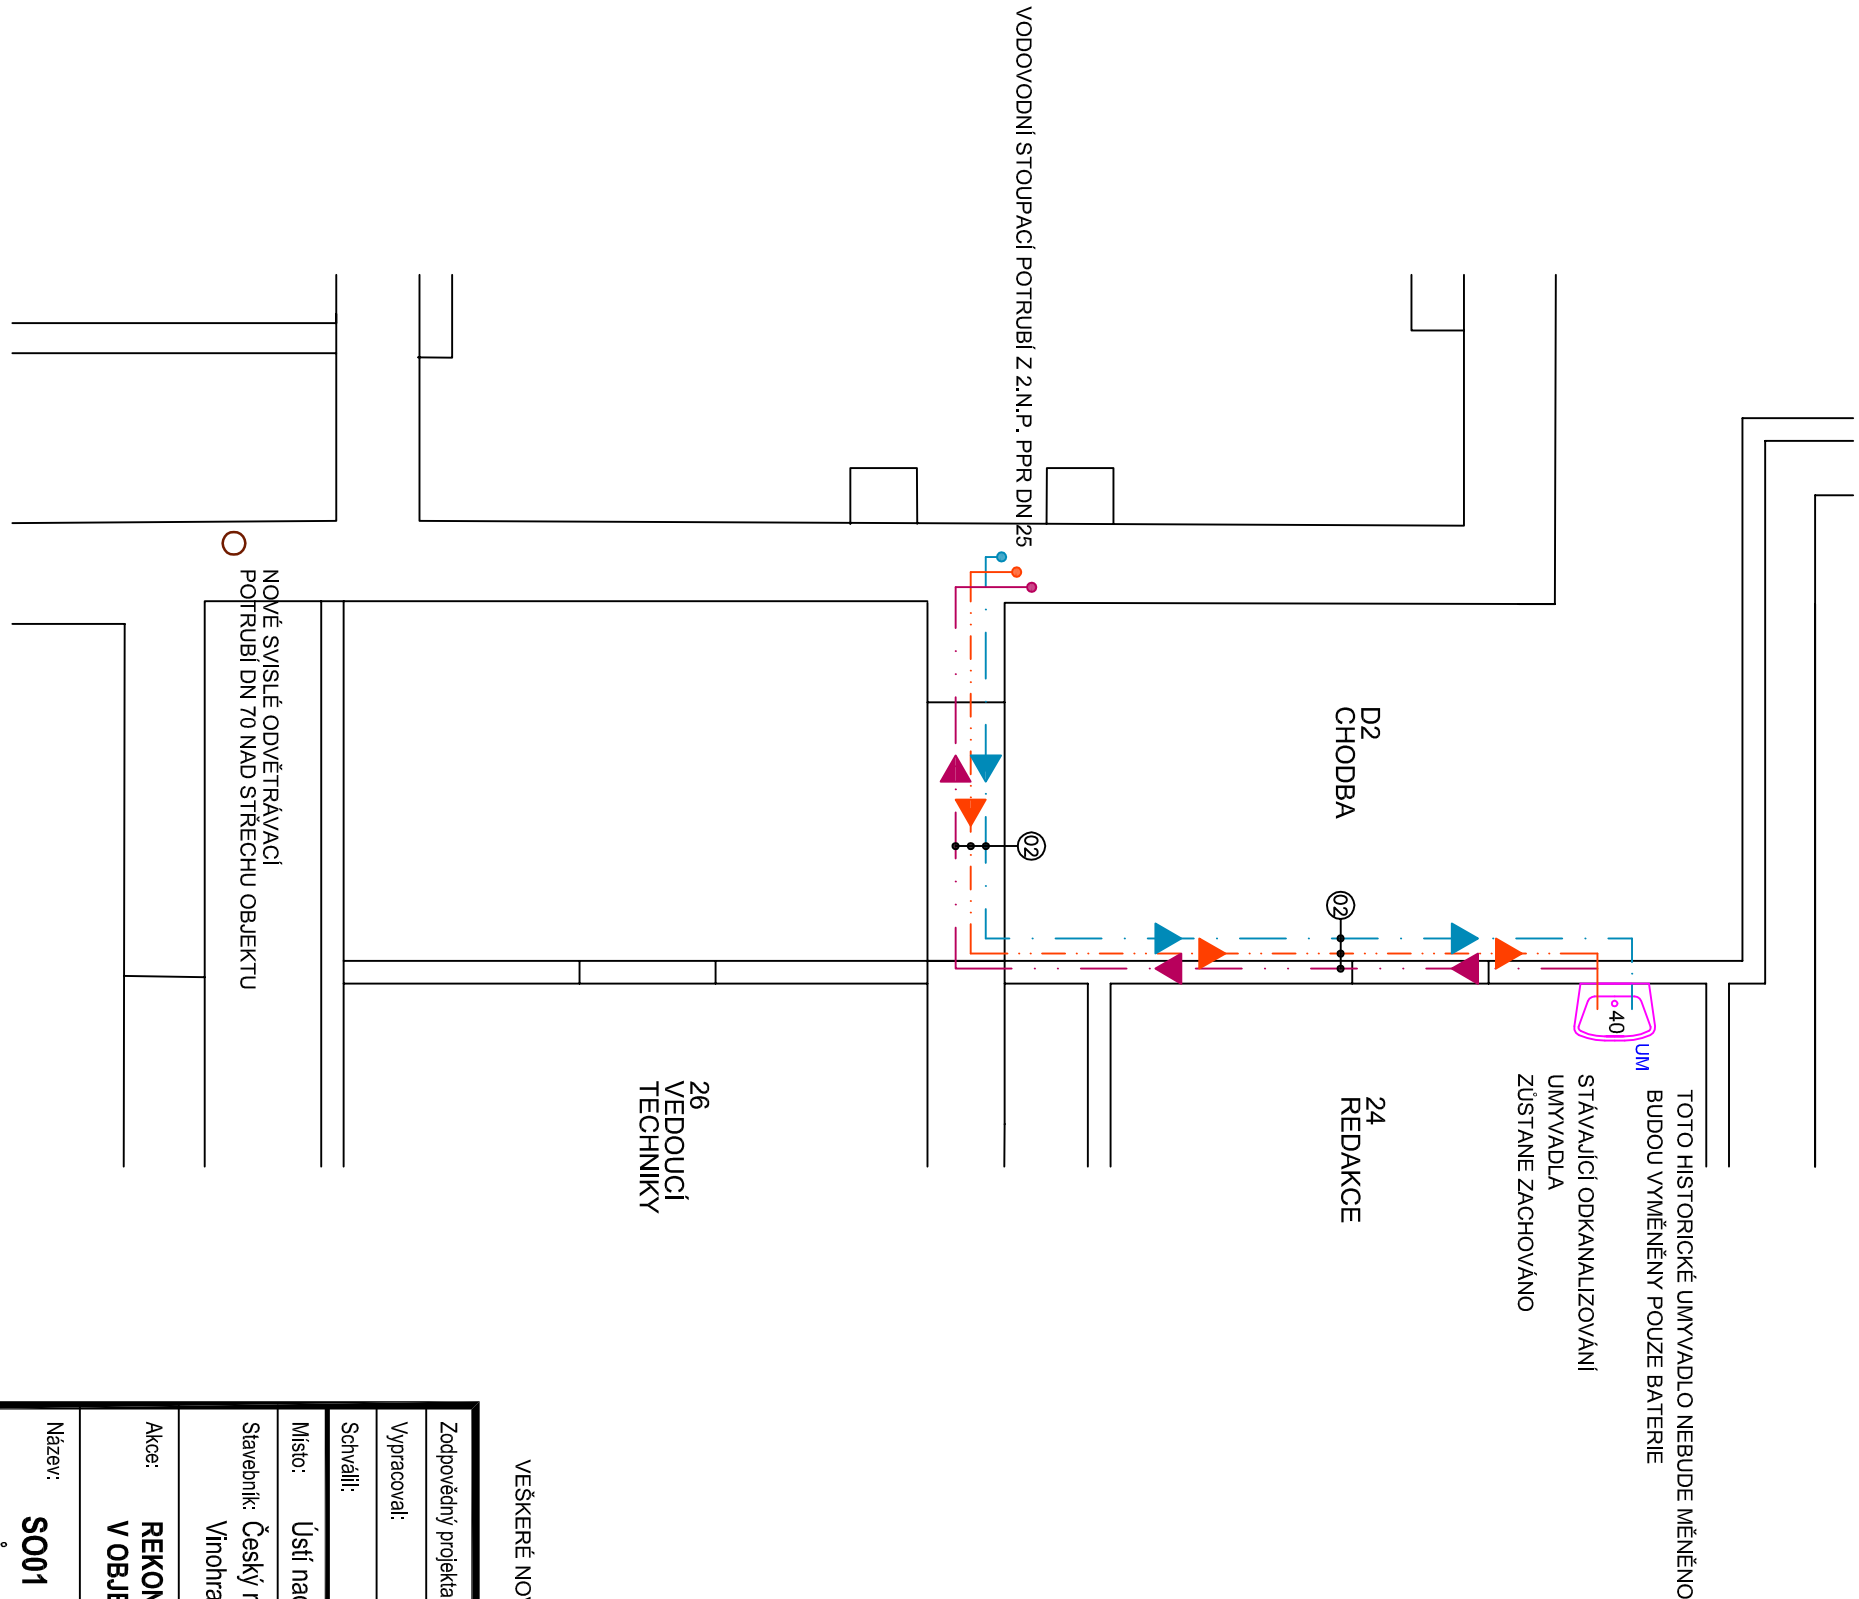 VODOVODNÍ STOUPACÍ POTRUBÍ Z 2.N.P. PPR DN 25
NOVÉ SVISLÉ ODVĚTRÁVACÍ
POTRUBÍ DN 70 NAD STŘECHU OBJEKTU
D2
CHODBA
02
02
40
UM
TOTO HISTORICKÉ UMYVADLO NEBUDE MĚNĚNO
BUDOU VYMĚNĚNY POUZE BATERIE
STÁVAJÍCÍ ODKANALIZOVÁNÍ
UMYVADLA
ZŮSTANE ZACHOVÁNO
24
REDAKCE
26
VEDOUCÍ
TECHNIKY
VEŠKERÉ NOV
Zodpovědný projekta
Vypracoval:
Schválil:
Místo: Ústí nad
Stavebník: Český r
Vinohra
Akce: REKON
V OBJE
Název: SO01